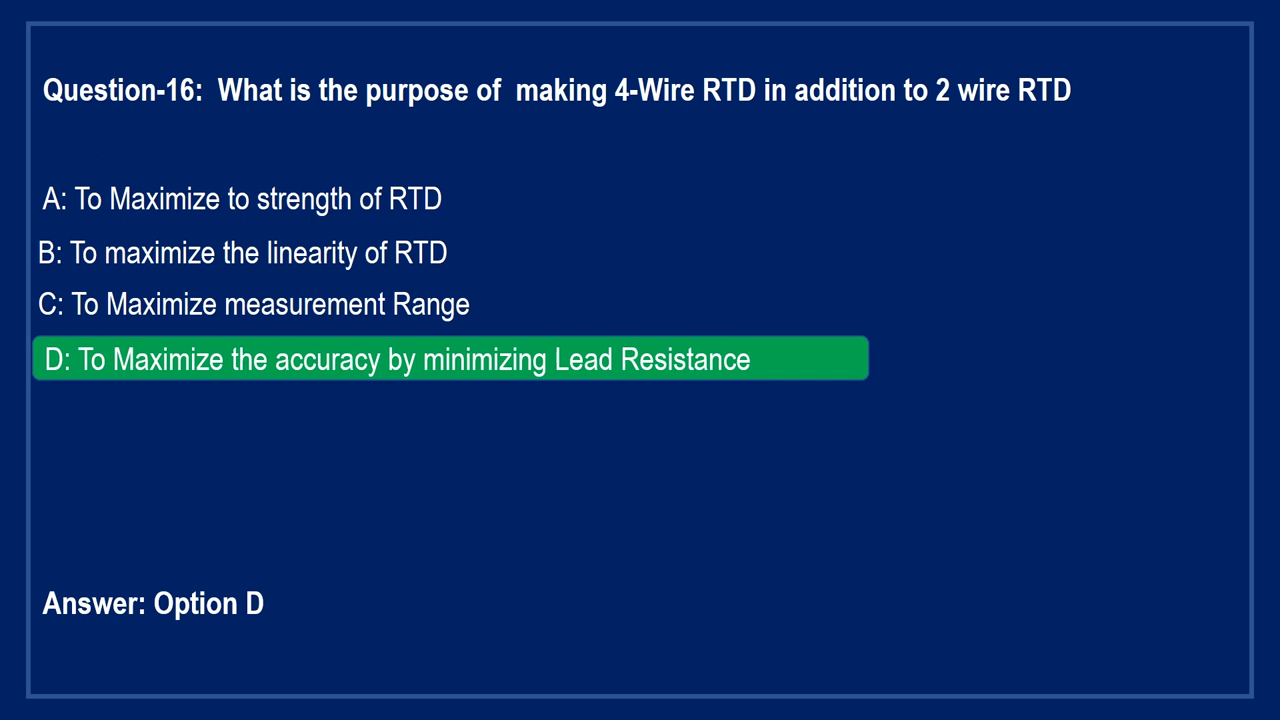 Question-16:  What is the purpose of  making 4-Wire RTD in addition to 2 wire RTD
A: To Maximize to strength of RTD
B: To maximize the linearity of RTD
C: To Maximize measurement Range
D: To Maximize the accuracy by minimizing Lead Resistance
Answer: Option D